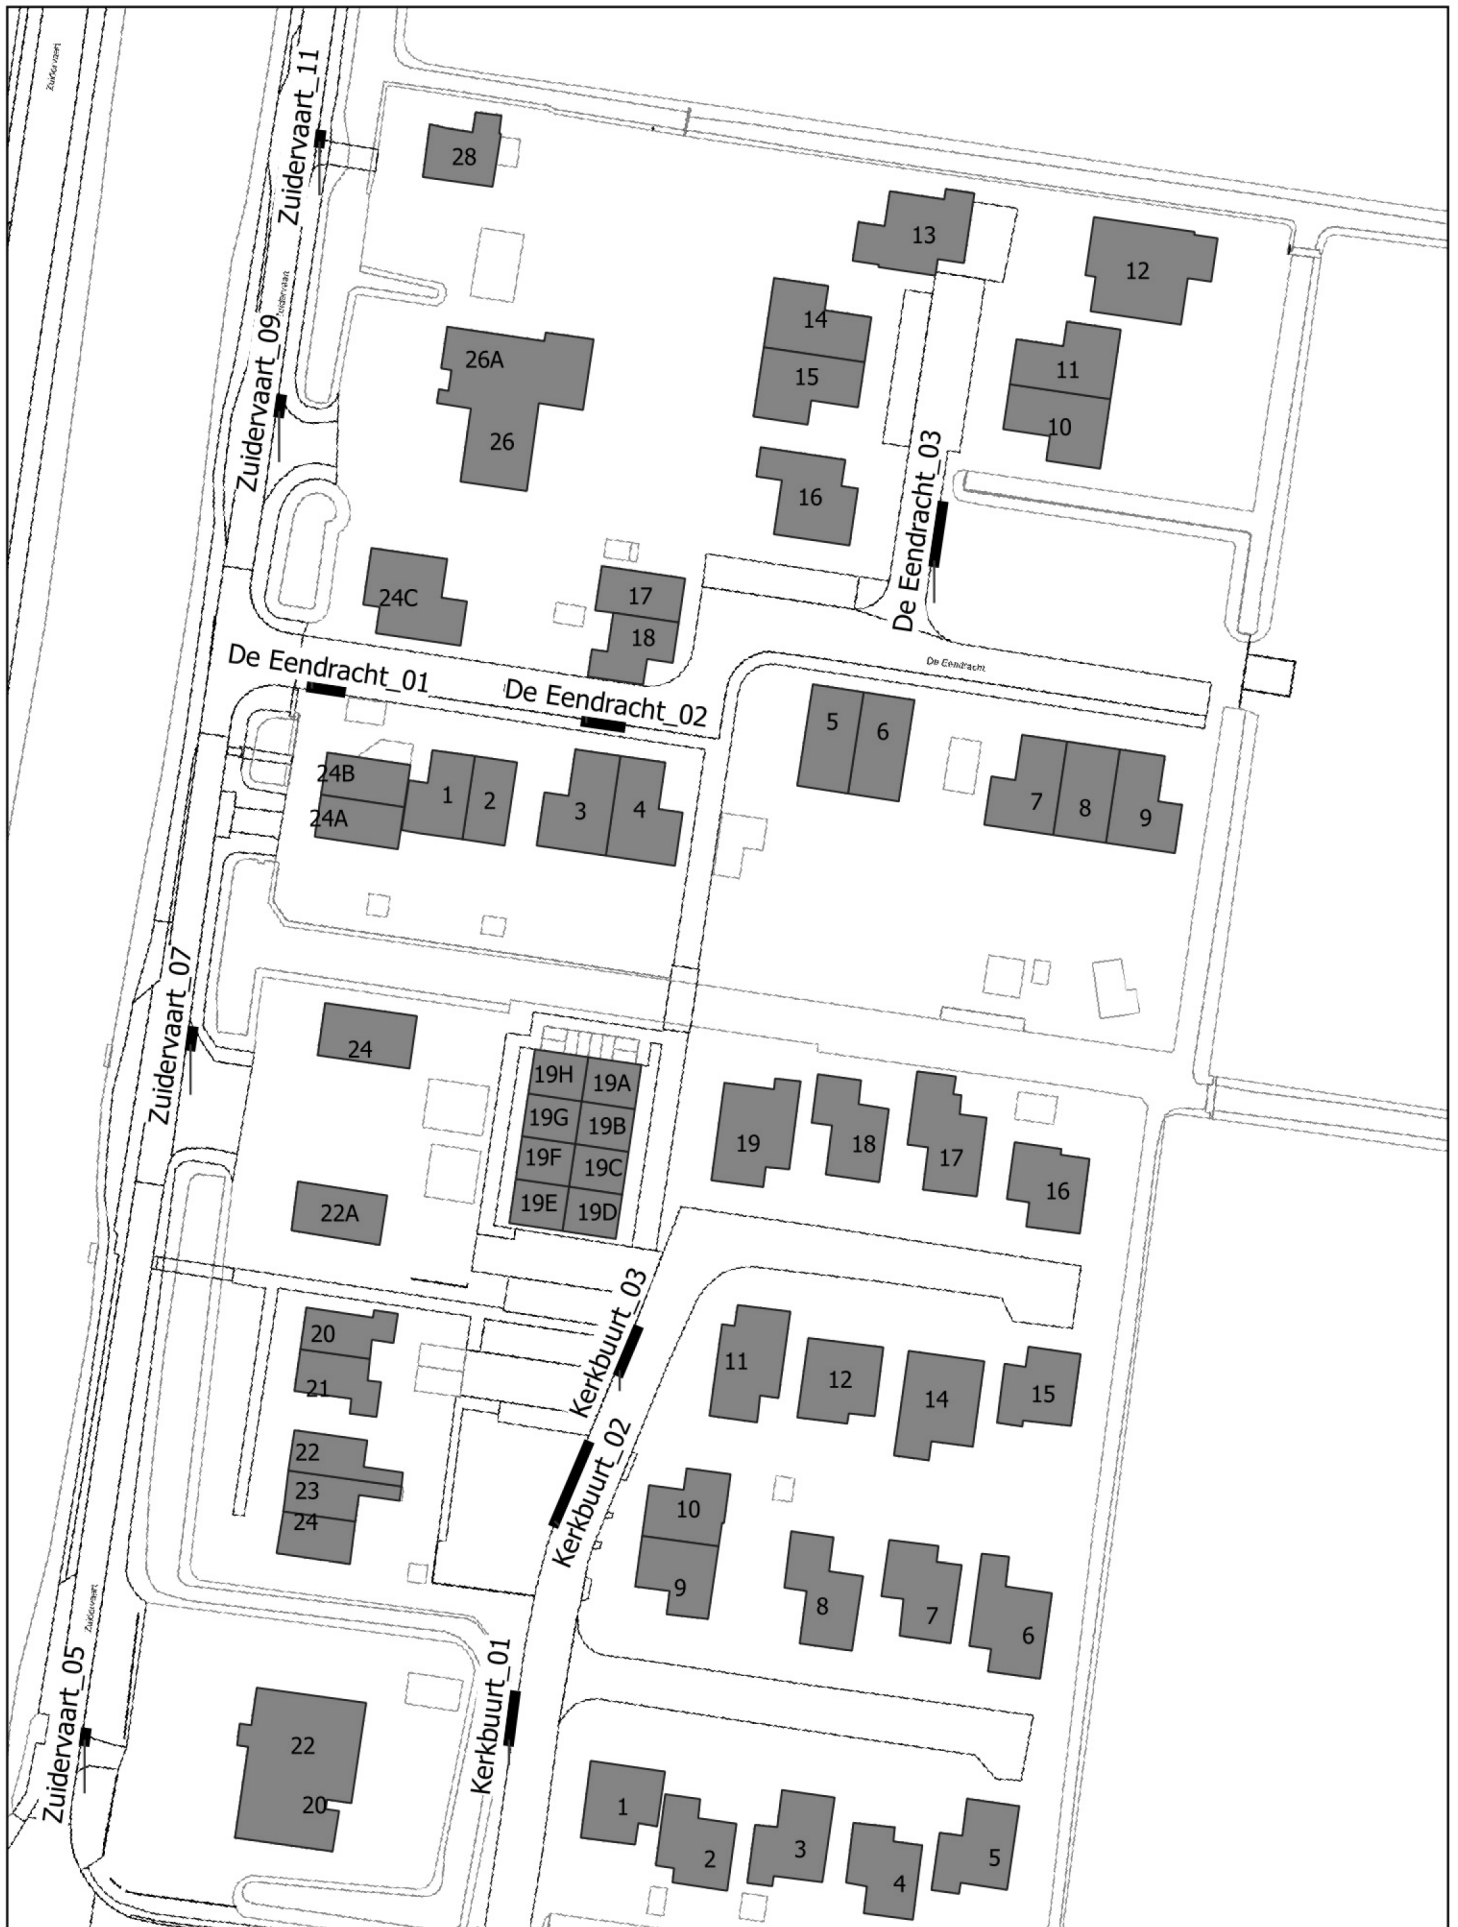 Zuidervaart
Zuidervaart_11
28
13
12
Zuidervaart
14
Zuidervaart_09
26A
15
11
26
10
De Eendracht_03
16
24C
17
18
De Eendracht_01
De Eendracht
De Eendracht_02
5
6
24B
1
2
3
4
7
8
9
24A
Zuidervaart_07
24
19H
19A
19G
19B
19F
19C
19E
19D
19
18
17
16
22A
Kerkbuurt_03
20
21
11
12
14
15
22
23
24
Kerkbuurt_02
10
9
8
7
6
Zuidervaart
Zuidervaart_05
Kerkbuurt_01
22
20
1
2
3
4
5